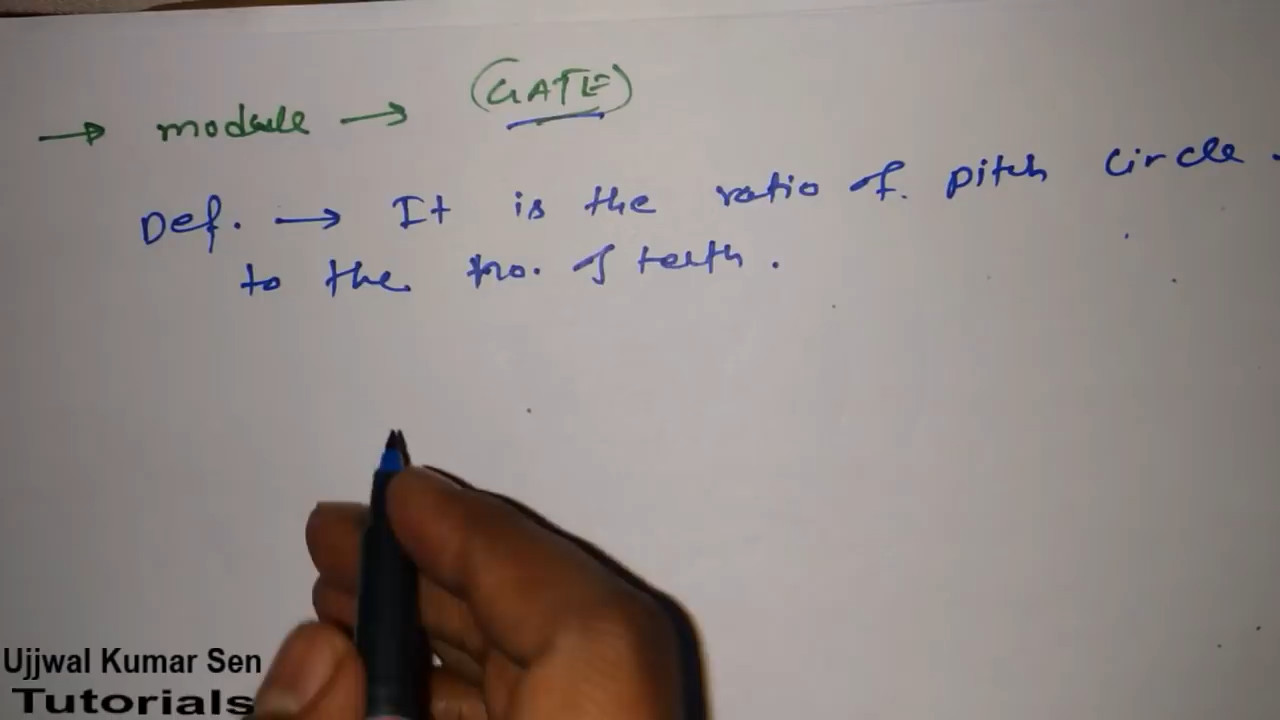 → module → (GATE)
Def. → It is the ratio of. pitch circle.
to the no. of teeth.
Ujjwal Kumar Sen
Tutorials